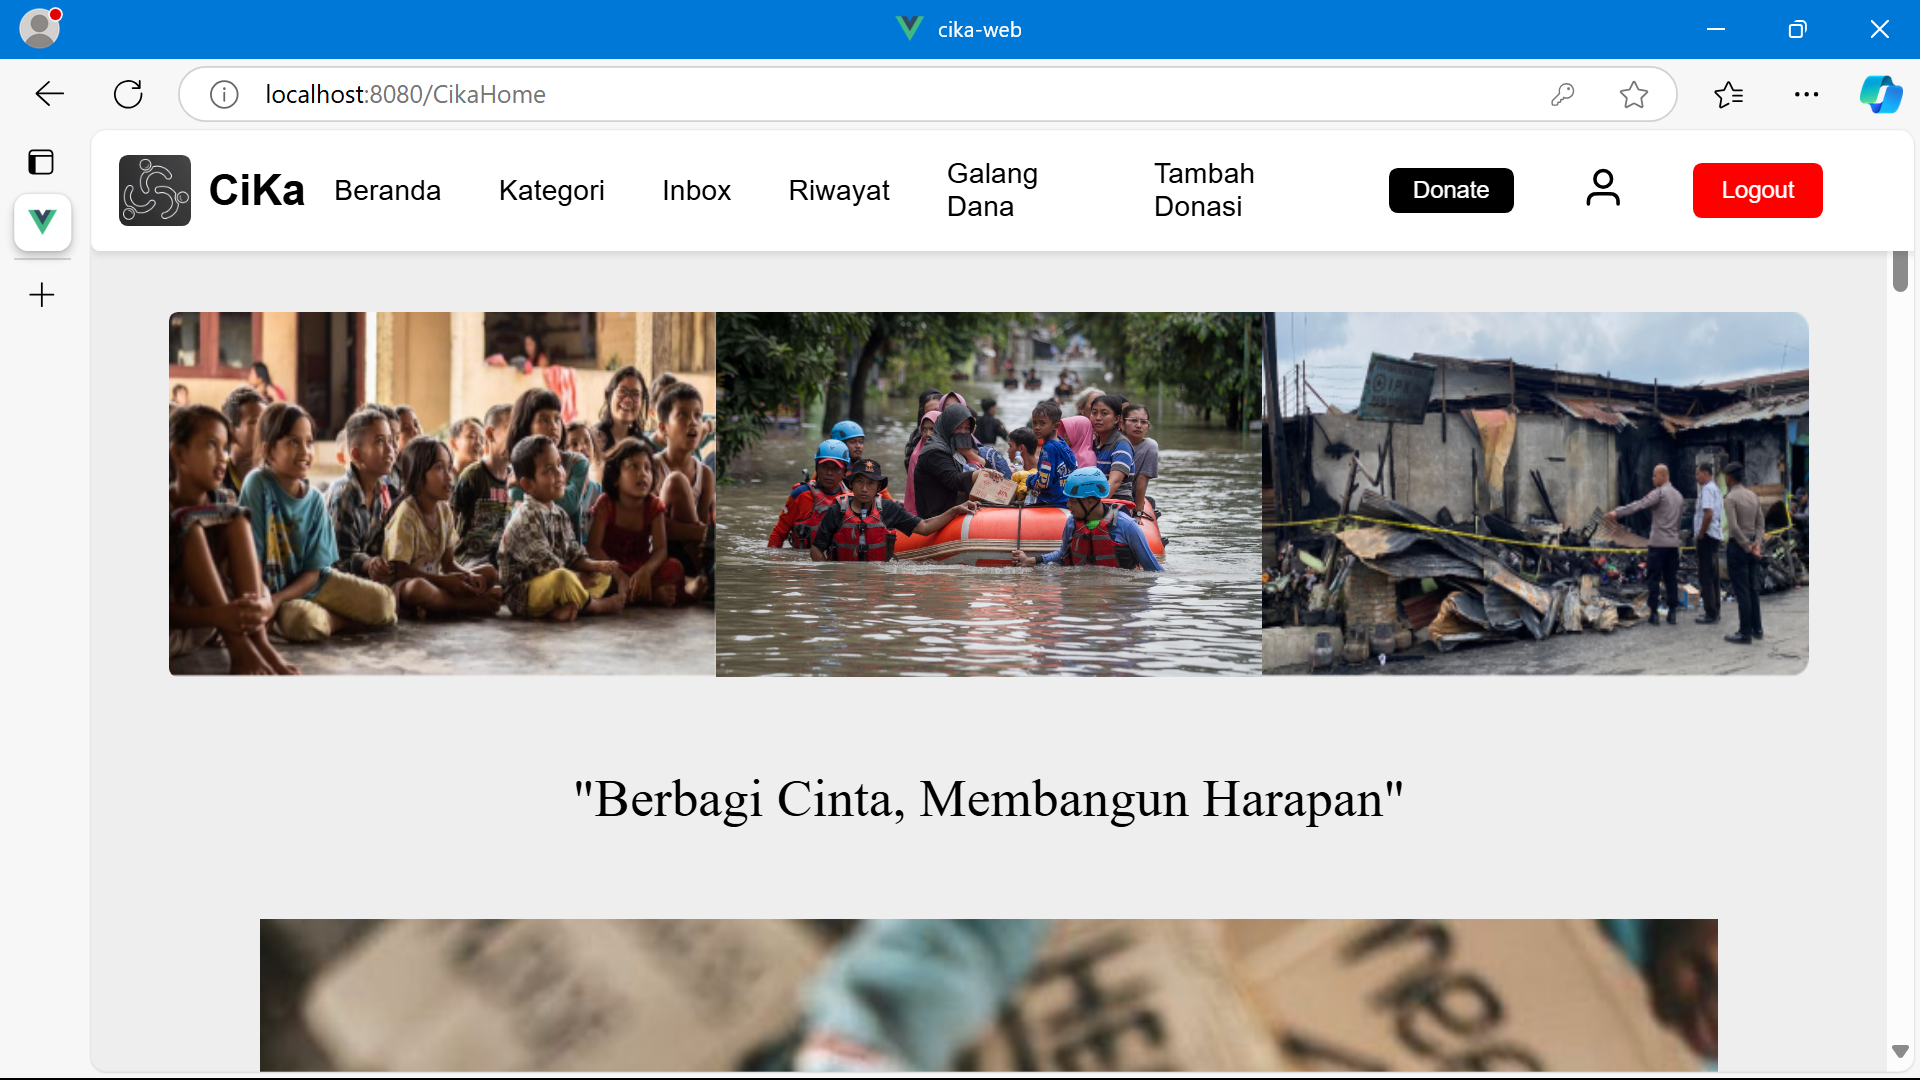 cika-web
localhost:8080/CikaHome
CiKa
Beranda
Kategori
Inbox
Riwayat
Galang
Dana
Tambah
Donasi
Donate
Logout
"Berbagi Cinta, Membangun Harapan"